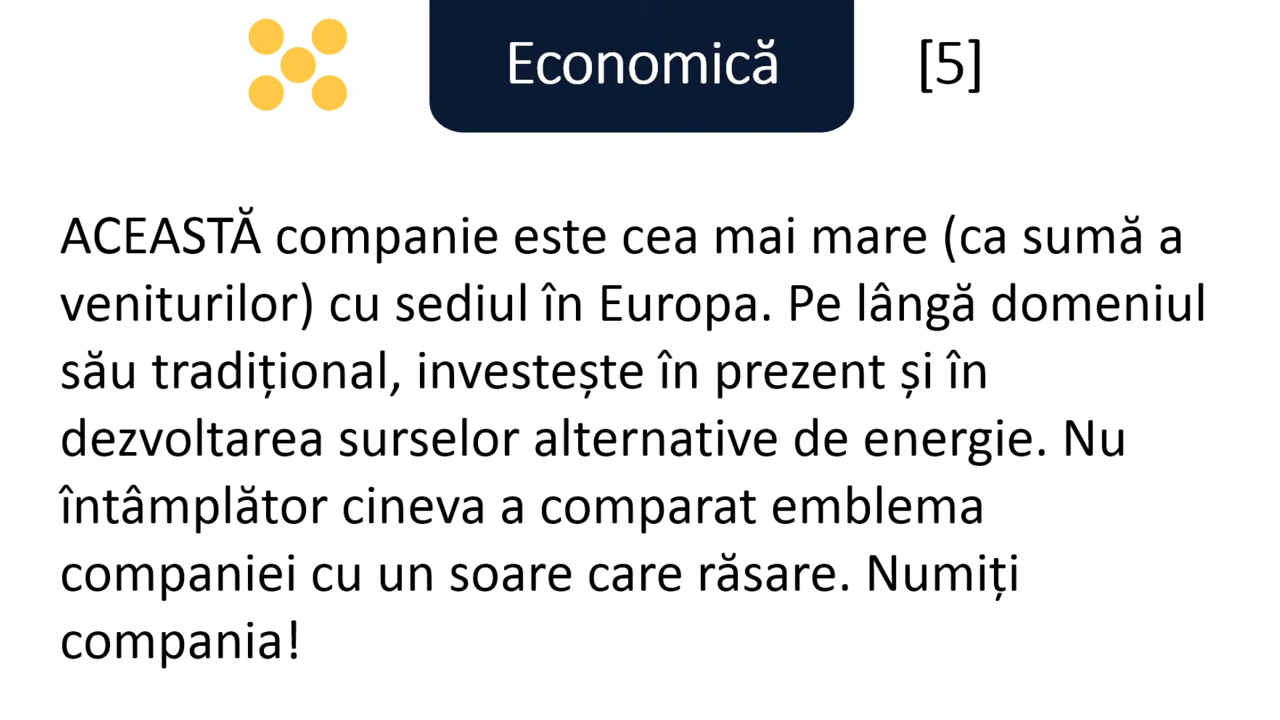 Economică
[5]
ACEASTĂ companie este cea mai mare (ca sumă a
veniturilor) cu sediul în Europa. Pe lângă domeniul
său tradițional, investește în prezent și în
dezvoltarea surselor alternative de energie. Nu
întâmplător cineva a comparat emblema
companiei cu un soare care răsare. Numiți
compania!